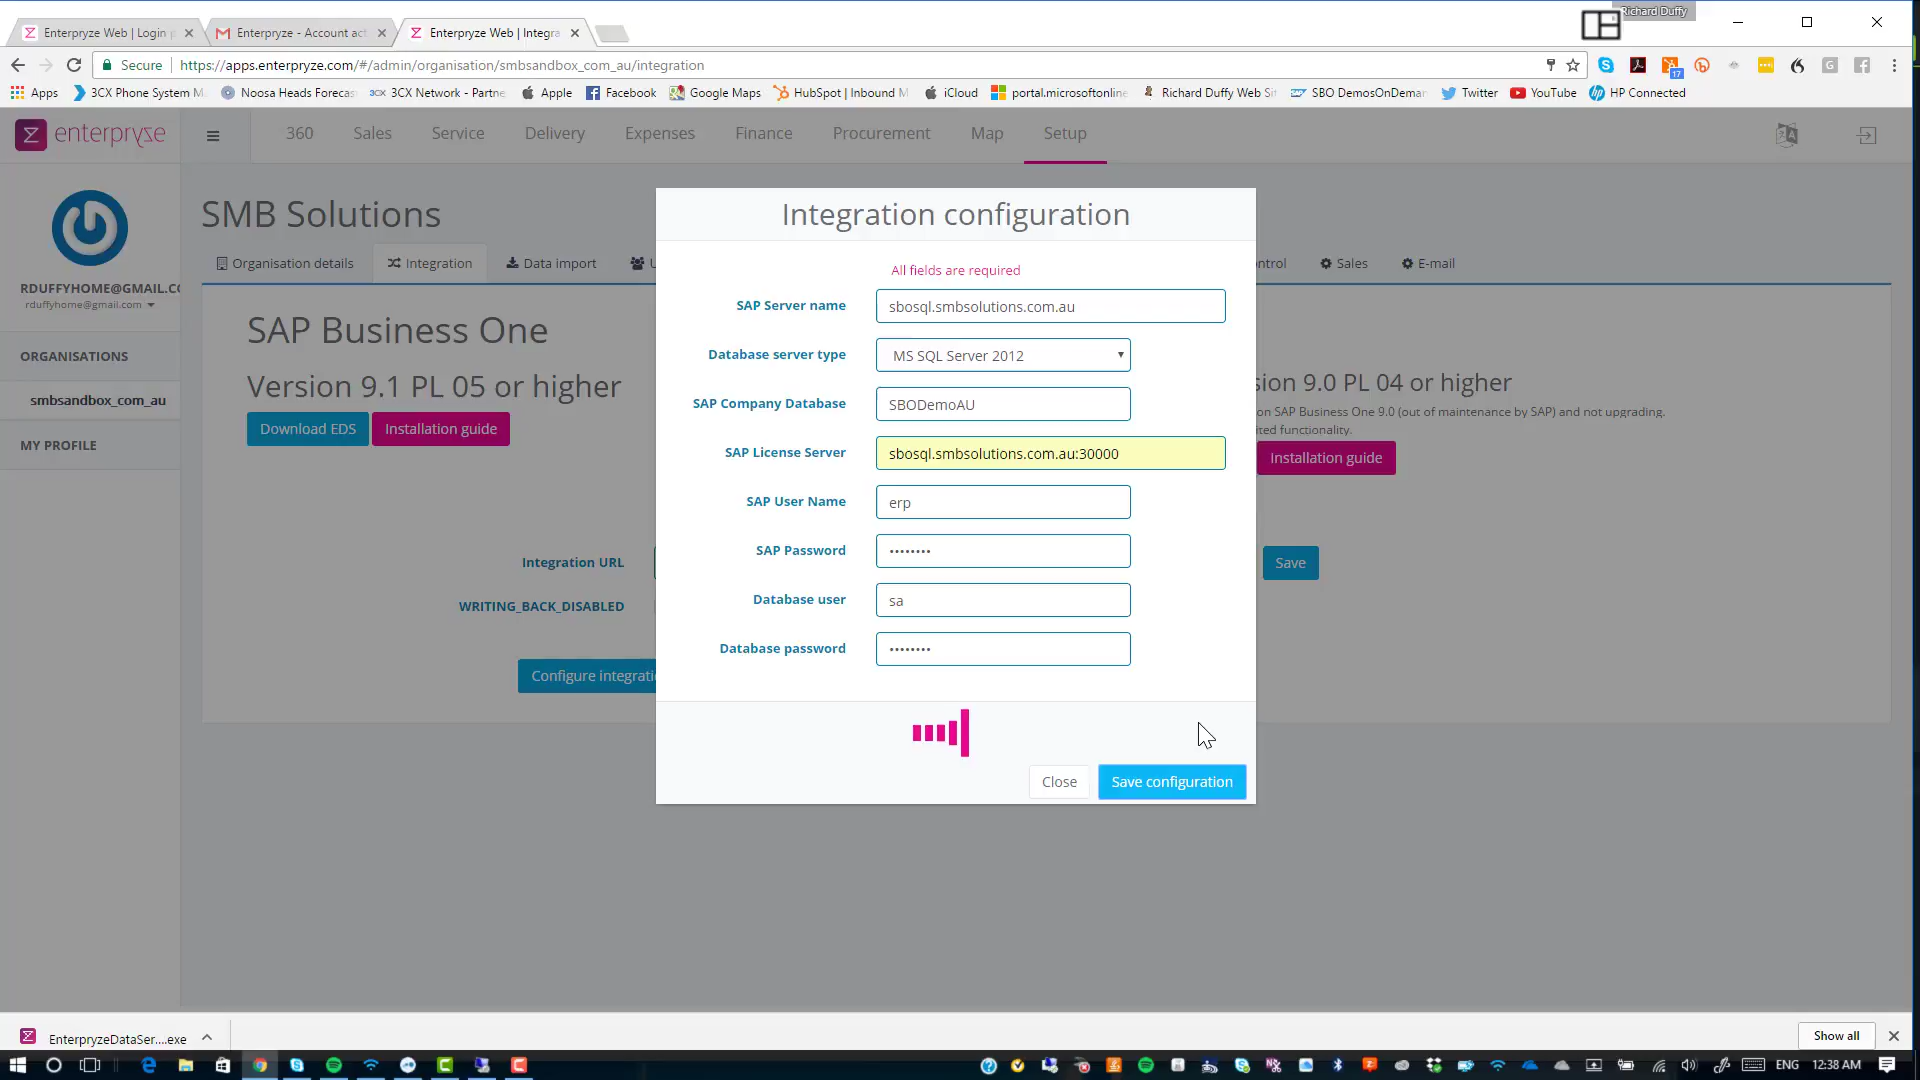 Richard Duffy
Enterpryze Web | Login p
Enterpryze - Account act
Enterpryze Web | Integra
Secure
https://apps.enterpryze.com/#/admin/organisation/smbsandbox_com_au/integration
17
Apps
3CX Phone System M
Noosa Heads Forecas
3CX Network - Partne
Apple
Facebook
Google Maps
HubSpot | Inbound M
iCloud
portal.microsoftonline
Richard Duffy Web Si
SBO DemosOnDeman
Twitter
YouTube
HP Connected
enterpryze
360
Sales
Service
Delivery
Expenses
Finance
Procurement
Map
Setup
RDUFFYHOME@GMAIL.CO
rduffyhome@gmail.com
ORGANISATIONS
smbsandbox_com_au
MY PROFILE
SMB Solutions
Organisation details
Integration
Data import
U
ntrol
Sales
E-mail
SAP Business One
Version 9.1 PL 05 or higher
Download EDS
Installation guide
sion 9.0 PL 04 or higher
on SAP Business One 9.0 (out of maintenance by SAP) and not upgrading.
ited functionality.
Installation guide
Integration URL
Save
WRITING_BACK_DISABLED
Configure integratio
Integration configuration
All fields are required
SAP Server name
sbosql.smbsolutions.com.au
Database server type
MS SQL Server 2012
SAP Company Database
SBODemoAU
SAP License Server
sbosql.smbsolutions.com.au:30000
SAP User Name
erp
SAP Password
••••••••
Database user
sa
Database password
••••••••
Close
Save configuration
EnterpryzeDataSer....exe
Show all
ENG
12:38 AM